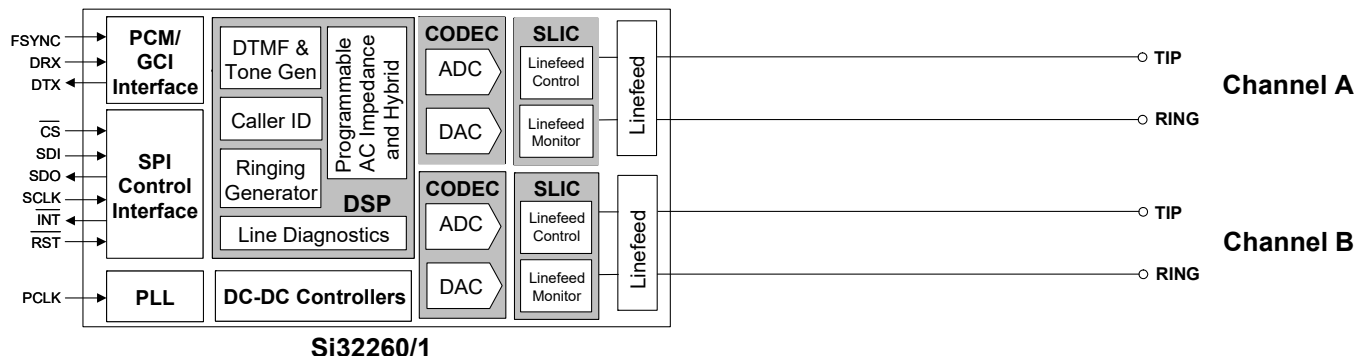 FSYNC
DRX
DTX
PCM/
GCI
Interface
CS
SDI
SDO
SCLK
INT
RST
SPI
Control
Interface
PCLK
PLL
DTMF &
Tone Gen
Caller ID
Ringing
Generator
Programmable
AC Impedance
and Hybrid
DSP
Line Diagnostics
DC-DC Controllers
CODEC
ADC
DAC
SLIC
Linefeed
Control
Linefeed
Monitor
Linefeed
TIP
RING
Channel A
CODEC
ADC
DAC
SLIC
Linefeed
Control
Linefeed
Monitor
Linefeed
TIP
RING
Channel B
Si32260/1